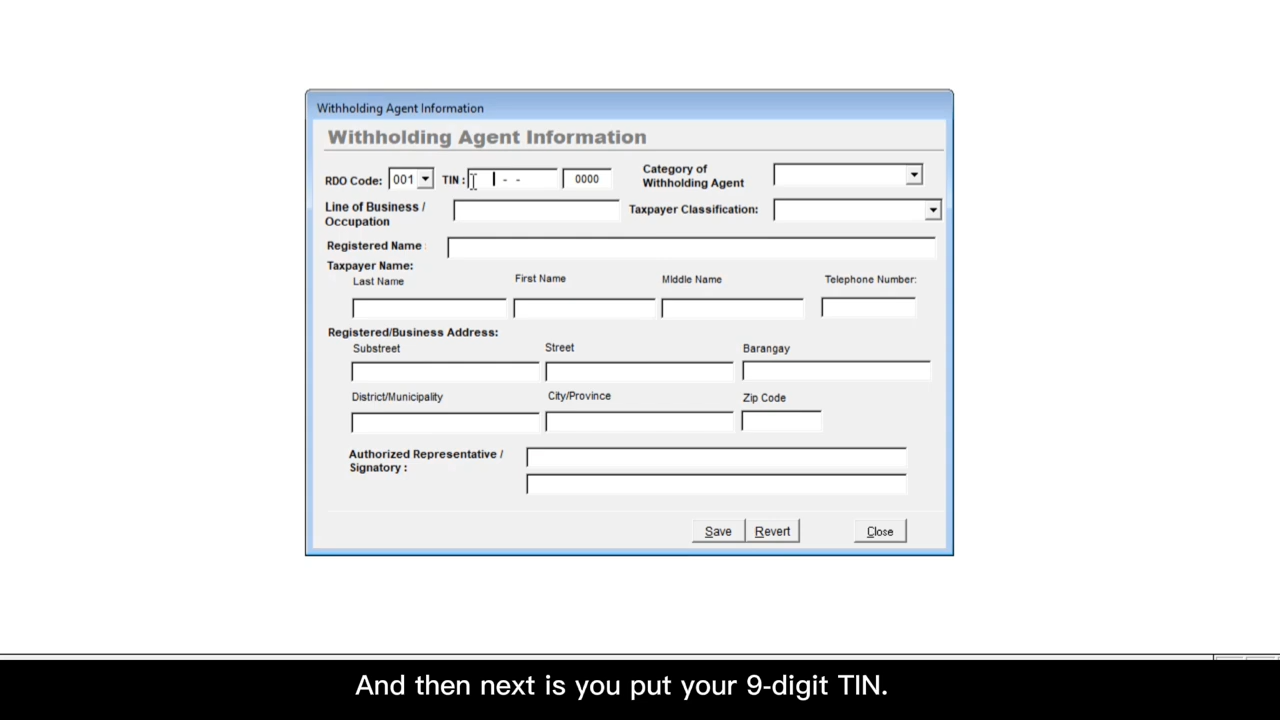 Withholding Agent Information
Withholding Agent Information
RDO Code: 001 TIN : - - 0000 Category of Withholding Agent
Line of Business / Occupation Taxpayer Classification:
Registered Name :
Taxpayer Name:
Last Name First Name Middle Name Telephone Number:
Registered/Business Address:
Substreet Street Barangay
District/Municipality City/Province Zip Code
Authorized Representative / Signatory :
Save Revert Close
And then next is you put your 9-digit TIN.